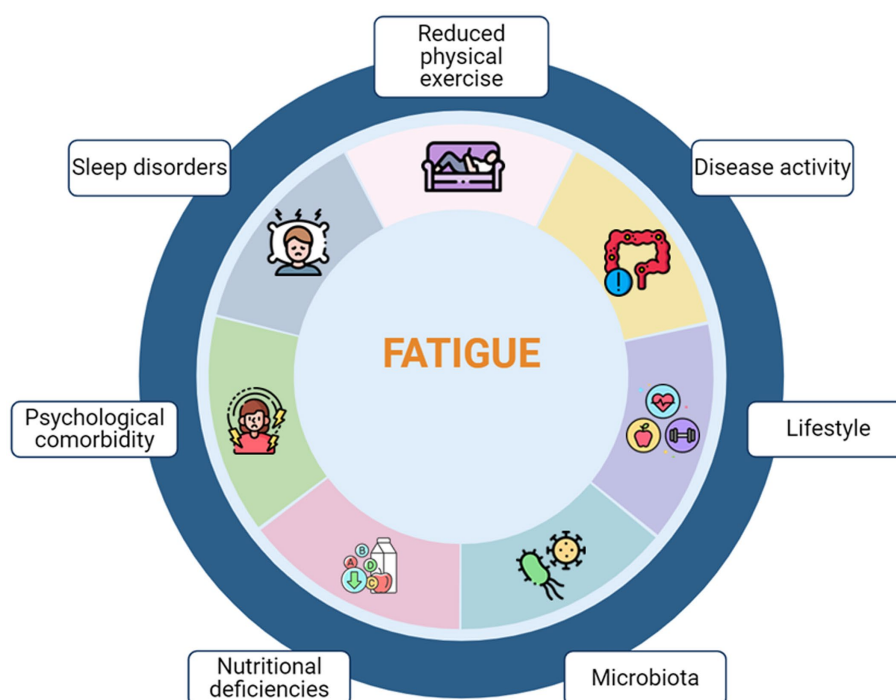 Reduced
physical
exercise
Sleep disorders
Disease activity
FATIGUE
Psychological
comorbidity
Lifestyle
B
A
D
C
Nutritional
deficiencies
Microbiota